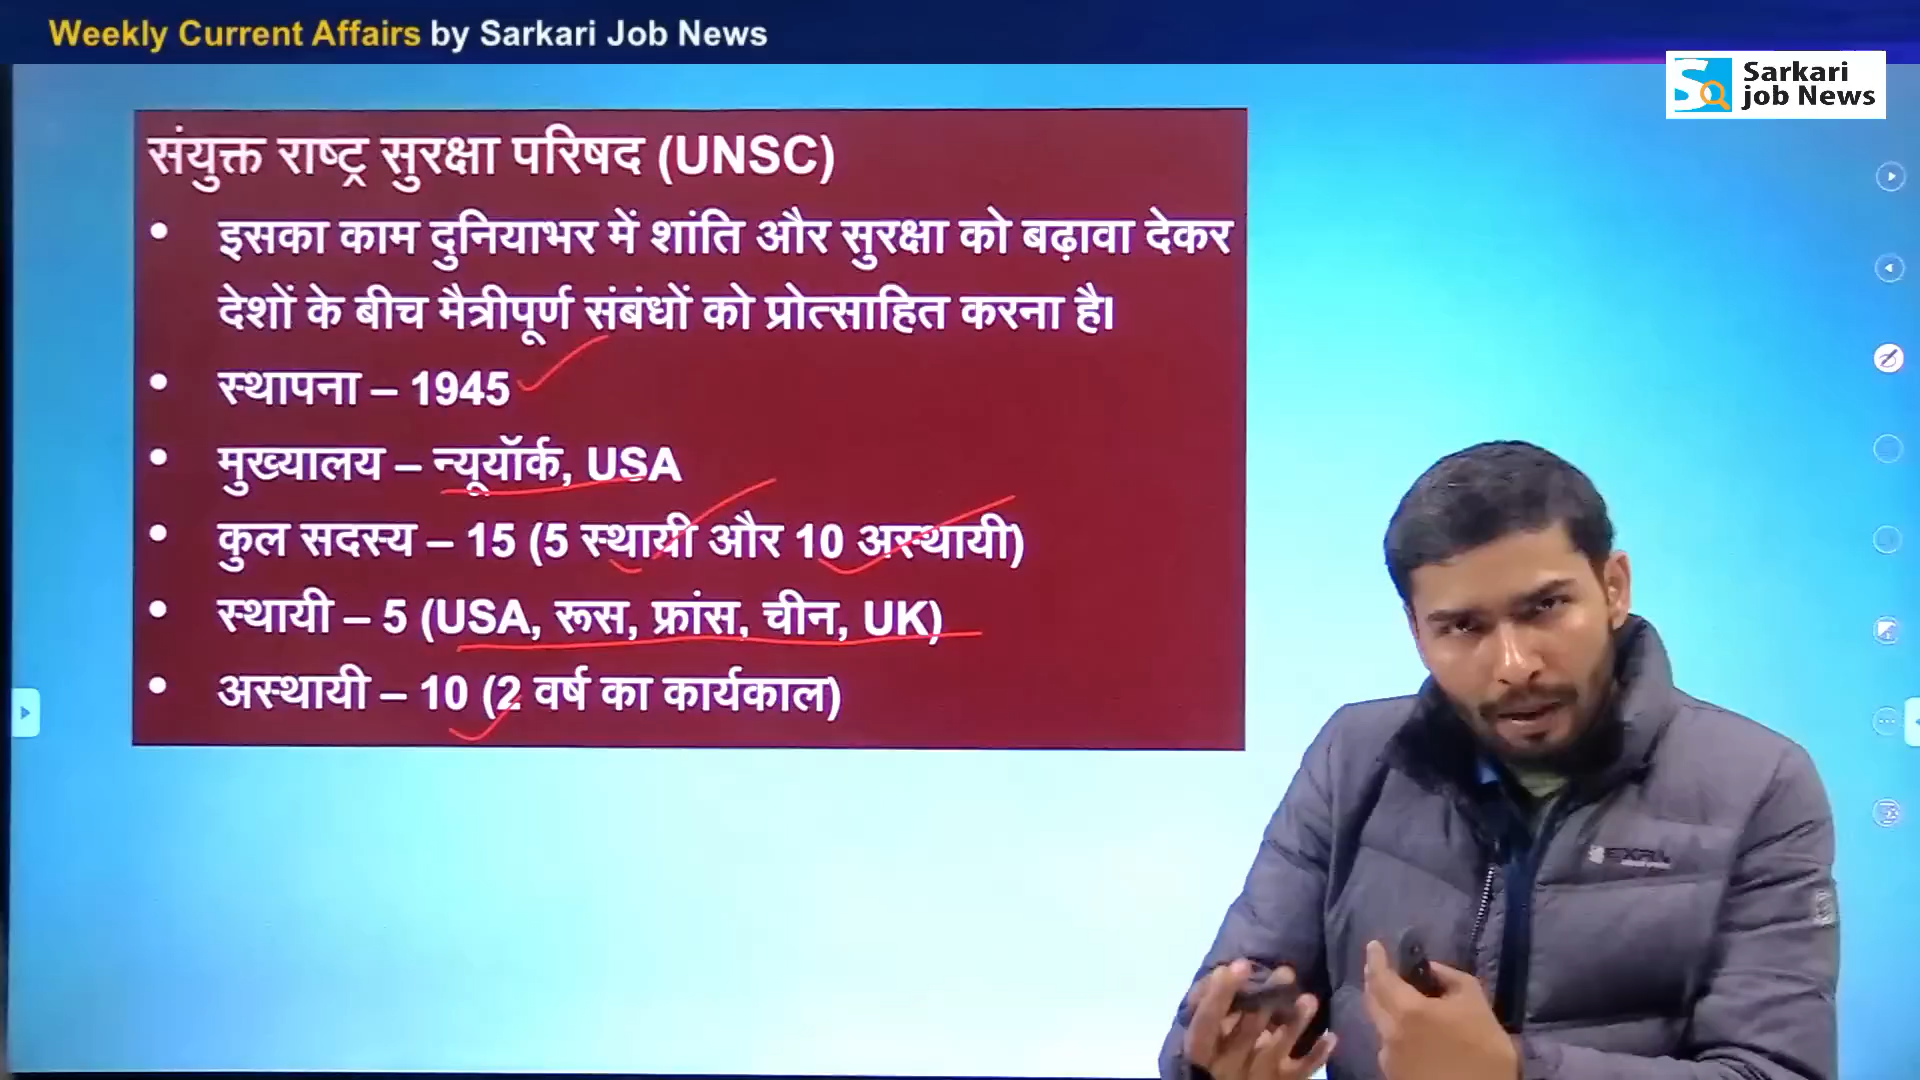 Weekly Current Affairs by Sarkari Job News
Sarkari
job News
संयुक्त राष्ट्र सुरक्षा परिषद (UNSC)
• इसका काम दुनियाभर में शांति और सुरक्षा को बढ़ावा देकर
देशों के बीच मैत्रीपूर्ण संबंधों को प्रोत्साहित करना है।
• स्थापना – 1945
• मुख्यालय – न्यूयॉर्क, USA
• कुल सदस्य – 15 (5 स्थायी और 10 अस्थायी)
• स्थायी – 5 (USA, रूस, फ्रांस, चीन, UK)
• अस्थायी – 10 (2 वर्ष का कार्यकाल)